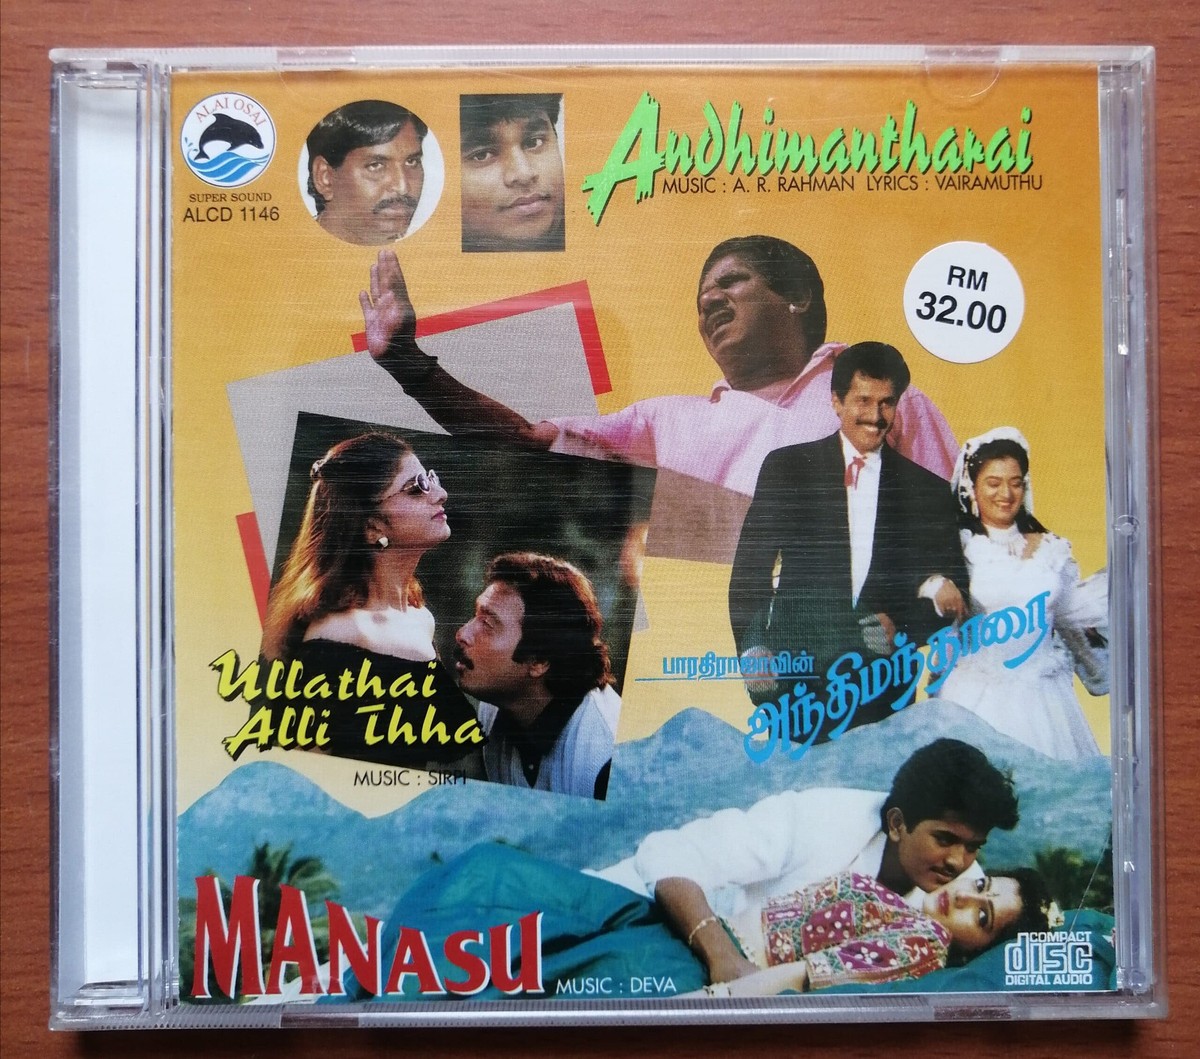 ALAI OSAI
SUPER SOUND
ALCD 1146
Andhimantharai
MUSIC : A. R. RAHMAN LYRICS : VAIRAMUTHU
RM
32.00
பாரதிராஜாவின்
அந்திமந்தாரை
Ullathai
Alli Thha
MUSIC : SIRPI
MANASU
MUSIC : DEVA
COMPACT
disc
DIGITAL AUDIO